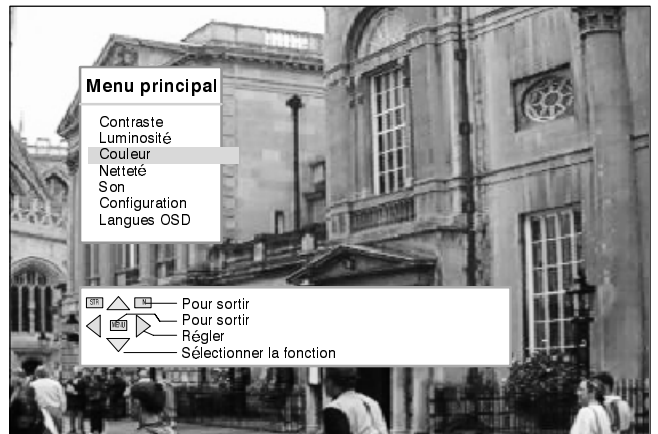 Menu principal
Contraste
Luminosité
Couleur
Netteté
Son
Configuration
Langues OSD
STR
N
Pour sortir
MENU
Pour sortir
Régler
Sélectionner la fonction